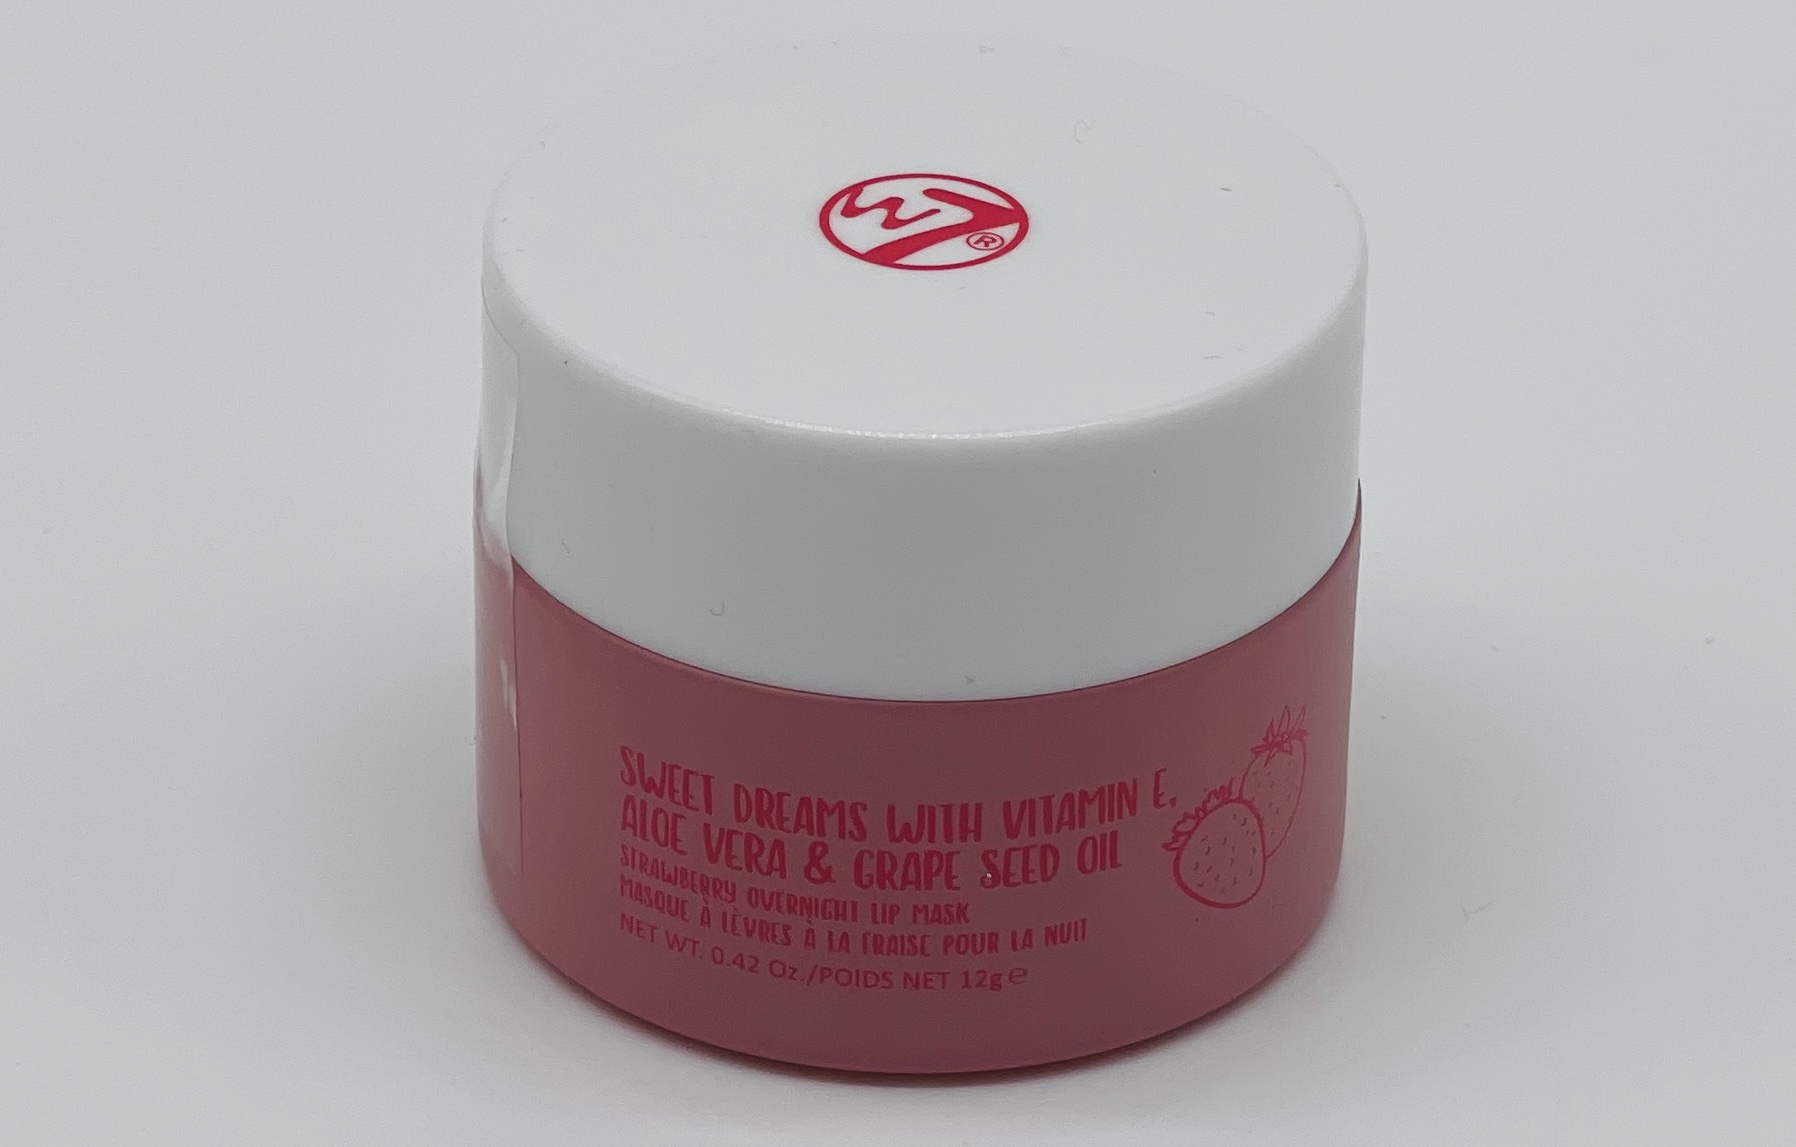 W7®
SWEET DREAMS WITH VITAMIN E,
ALOE VERA & GRAPE SEED OIL
STRAWBERRY OVERNIGHT LIP MASK
MASQUE À LÈVRES À LA FRAISE POUR LA NUIT
NET WT. 0.42 Oz./POIDS NET 12g℮